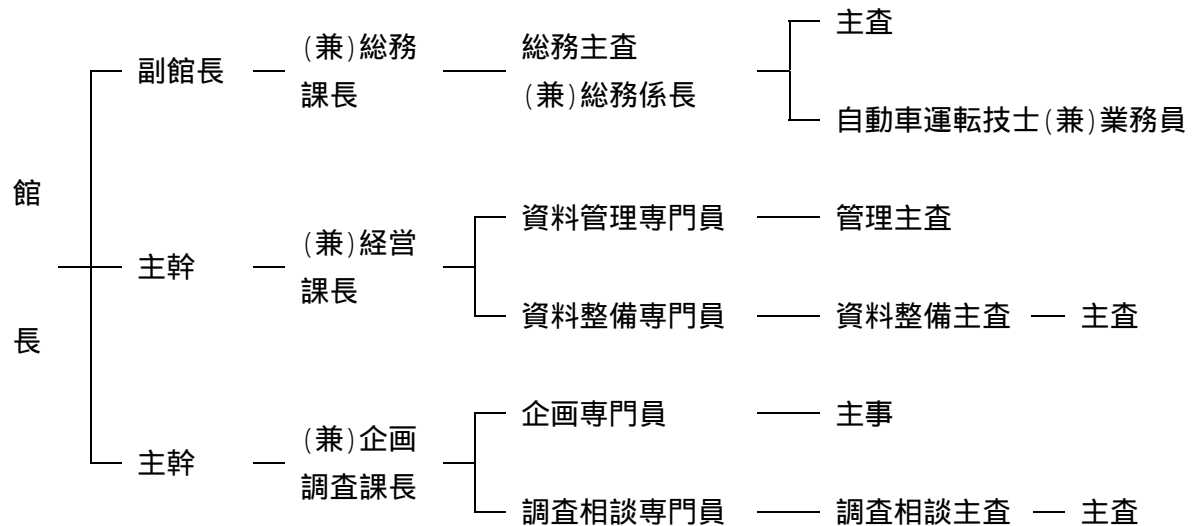 館
長
副館長
(兼)総務
課長
総務主査
(兼)総務係長
主査
自動車運転技士(兼)業務員
主幹
(兼)経営
課長
資料管理専門員
管理主査
資料整備専門員
資料整備主査
主査
主幹
(兼)企画
調査課長
企画専門員
主事
調査相談専門員
調査相談主査
主査